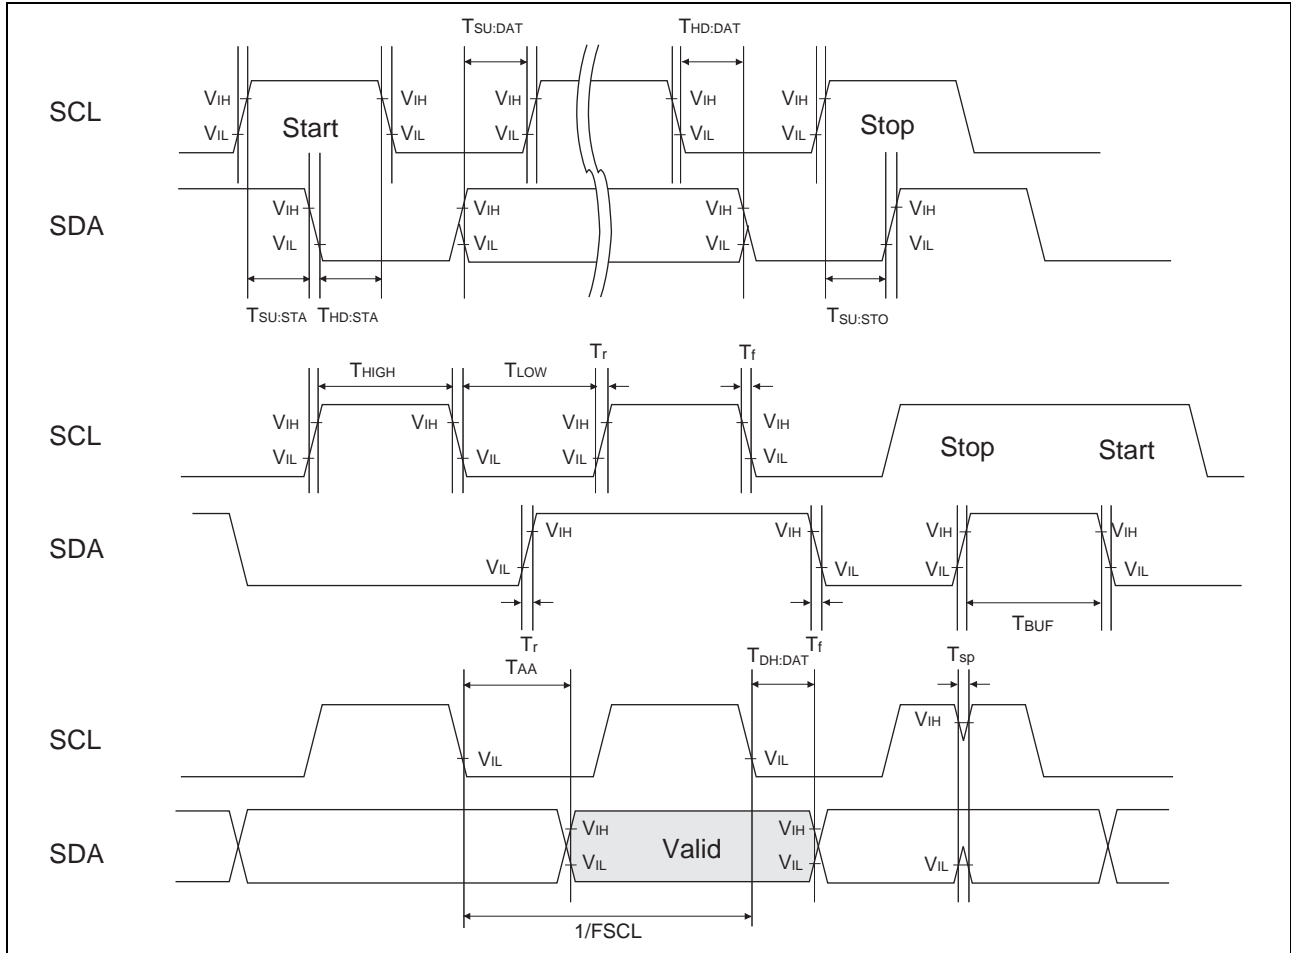 TSU:DAT THD:DAT
SCL VIH VIH VIH VIH VIH
Start Stop
VIL VIL VIL VIL VIL
SDA VIH VIH VIH VIH
VIL VIL VIL VIL
TSU:STA THD:STA TSU:STO
Tr Tf
THIGH TLOW
SCL VIH VIH VIH VIH
Stop Start
VIL VIL VIL VIL
SDA VIH VIH VIH VIH
VIL VIL VIL VIL
TBUF
Tr Tf
TAA TDH:DAT Tsp
SCL VIH
VIL VIL
SDA VIH VIH
Valid
VIL VIL VIL
1/FSCL